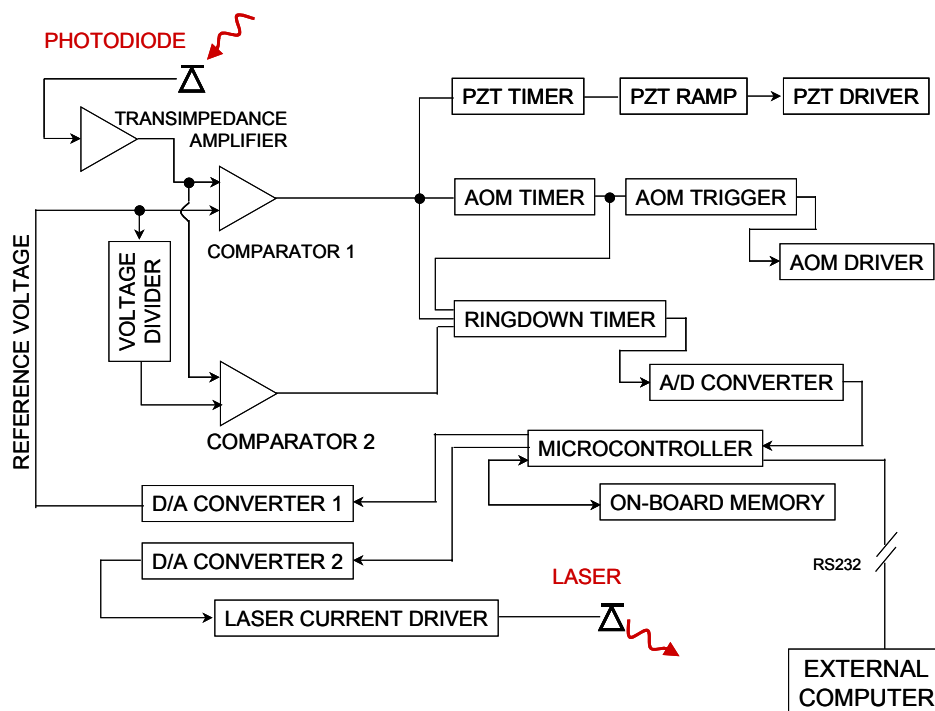 PHOTODIODE
TRANSIMPEDANCE
AMPLIFIER
PZT TIMER
PZT RAMP
PZT DRIVER
AOM TIMER
AOM TRIGGER
AOM DRIVER
COMPARATOR 1
REFERENCE VOLTAGE
VOLTAGE
DIVIDER
RINGDOWN TIMER
A/D CONVERTER
COMPARATOR 2
MICROCONTROLLER
D/A CONVERTER 1
ON-BOARD MEMORY
D/A CONVERTER 2
RS232
LASER
LASER CURRENT DRIVER
EXTERNAL
COMPUTER